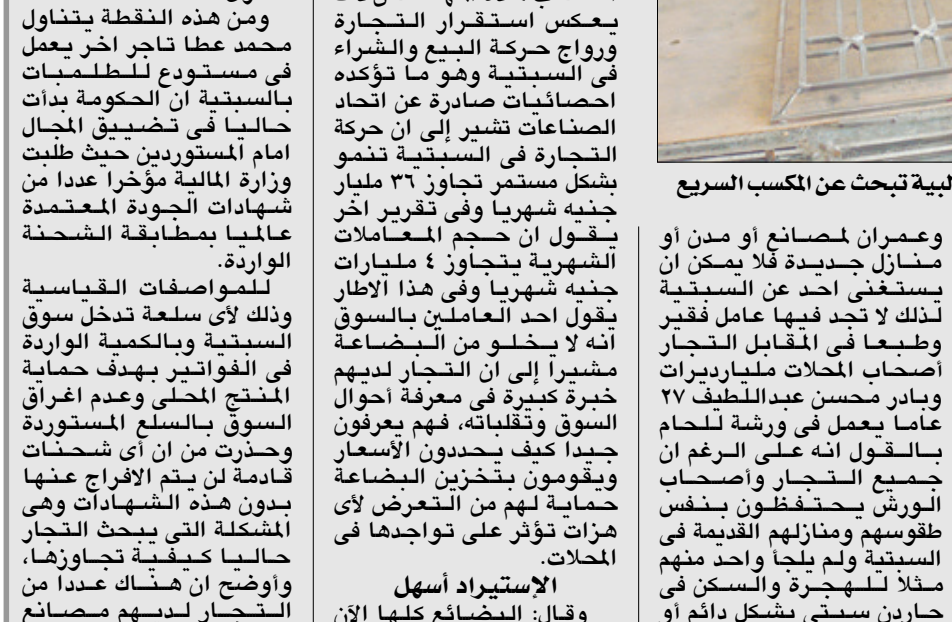 لبية تبحث عن المكسب السريع
وعمران لمصانع أو مدن أو
منازل جديدة فلا يمكن ان
يستغنى احد عن السبتية
لذلك لا تجد فيها عامل فقير
وطبعا فى المقابل التجار
أصحاب المحلات مليارديرات
وبادر محسن عبداللطيف ٢٧
عاما يعمل فى ورشة للحام
بالقول انه على الرغم ان
جميع التجار وأصحاب
الورش يحتفظون بنفس
طقوسهم ومنازلهم القديمة فى
السبتية ولم يلجأ واحد منهم
مثلا للهجرة والسكن فى
جاردن سيتى بشكل دائم أو
يعكس استقرار التجارة
ورواج حركة البيع والشراء
فى السبتية وهو ما تؤكده
احصائيات صادرة عن اتحاد
الصناعات تشير إلى ان حركة
التجارة فى السبتية تنمو
بشكل مستمر تجاوز ٣٦ مليار
جنيه شهريا وفى تقرير اخر
يقول ان حجم المعاملات
الشهرية يتجاوز ٤ مليارات
جنيه شهريا وفى هذا الاطار
يقول احد العاملين بالسوق
انه لا يخلو من البضاعة
مشيرا إلى ان التجار لديهم
خبرة كبيرة فى معرفة أحوال
السوق وتقلباته، فهم يعرفون
جيدا كيف يحددون الأسعار
ويقومون بتخزين البضاعة
حماية لهم من التعرض لأى
هزات تؤثر على تواجدها فى
المحلات.
الإستيراد أسهل
وقال: البضائع كلها الآن
ومن هذه النقطة يتناول
محمد عطا تاجر اخر يعمل
فى مستودع للطلمبات
بالسبتية ان الحكومة بدأت
حاليا فى تضييق المجال
امام المستوردين حيث طلبت
وزارة المالية مؤخرا عددا من
شهادات الجودة المعتمدة
عالميا بمطابقة الشحنة
الواردة.
للمواصفات القياسية
وذلك لأى سلعة تدخل سوق
السبتية وبالكمية الواردة
فى الفواتير بهدف حماية
المنتج المحلى وعدم اغراق
السوق بالسلع المستوردة
وحذرت من ان أى شحنات
قادمة لن يتم الافراج عنها
بدون هذه الشهادات وهى
المشكلة التى يبحث التجار
حاليا كيفية تجاوزها،
وأوضح ان هناك عددا من
التجار لديهم مصانع